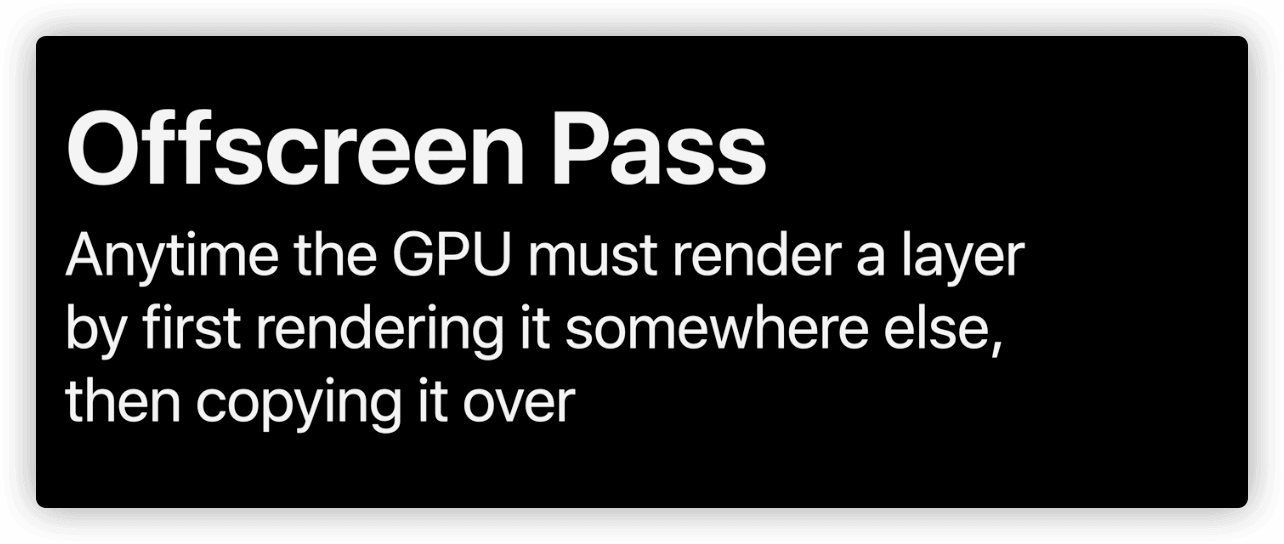 Offscreen Pass
Anytime the GPU must render a layer
by first rendering it somewhere else,
then copying it over